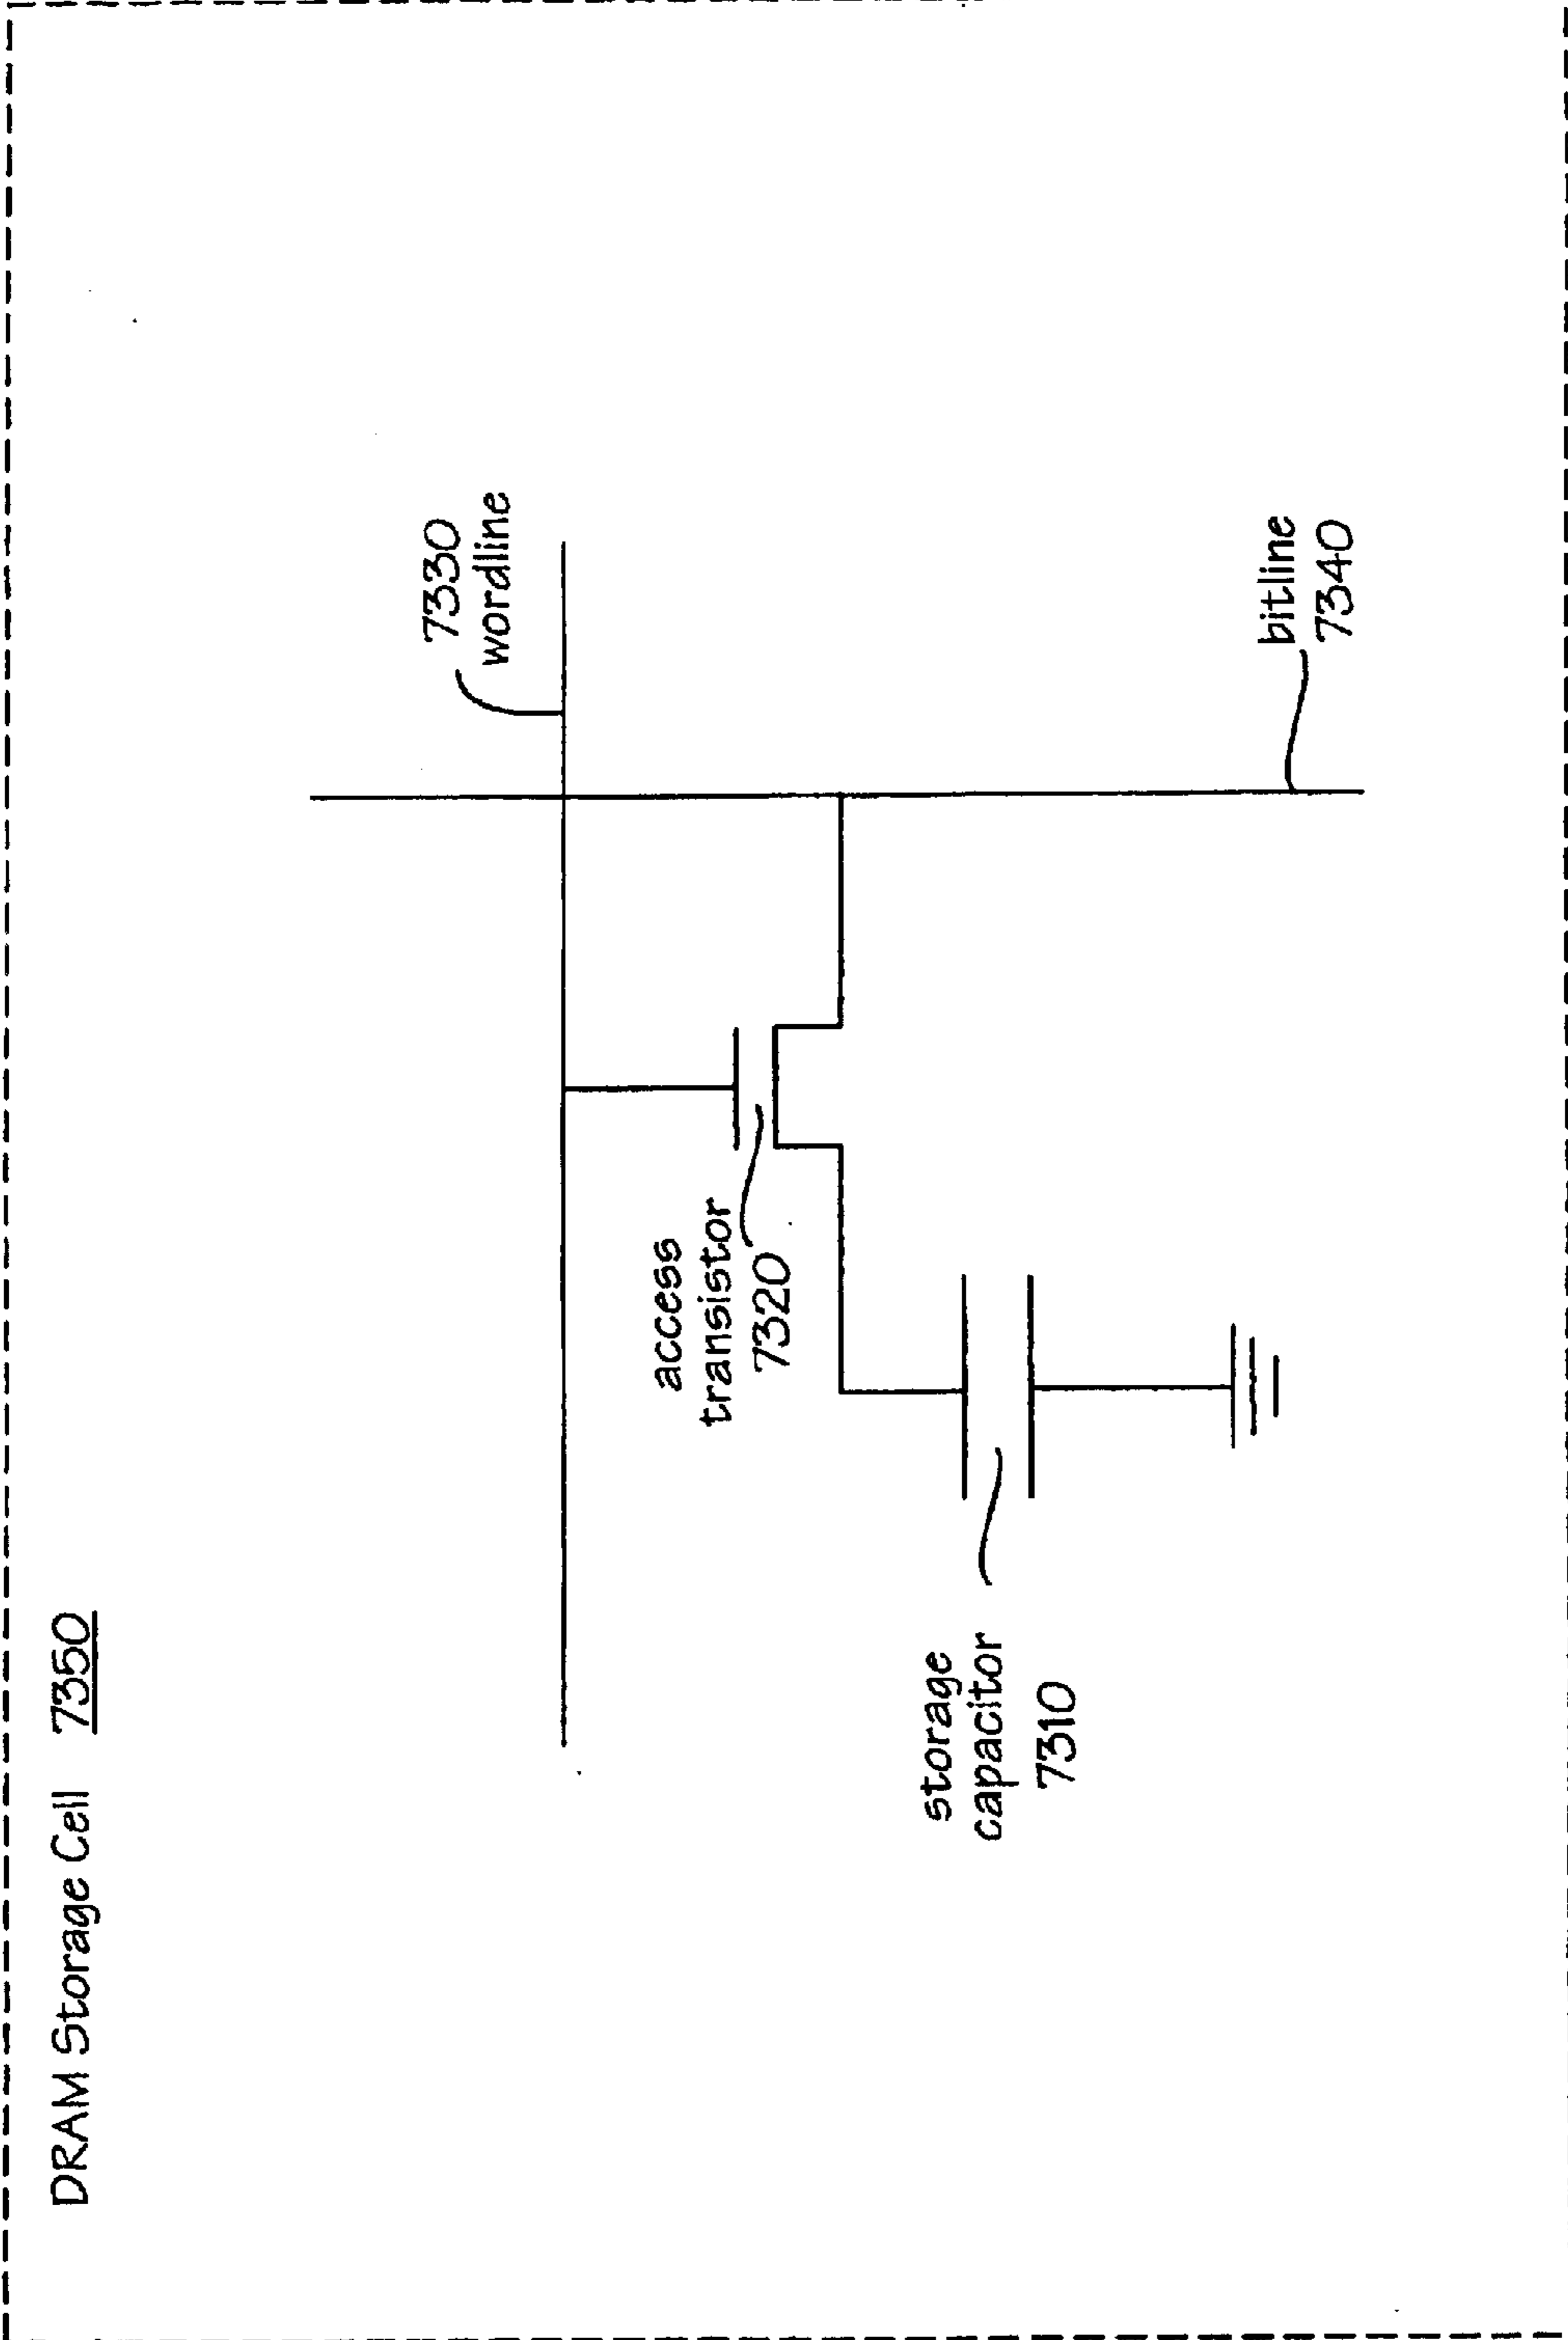 DRAM Storage Cell 7350
7330
wordline
access
transistor
7320
storage
capacitor
7310
bitline
7340